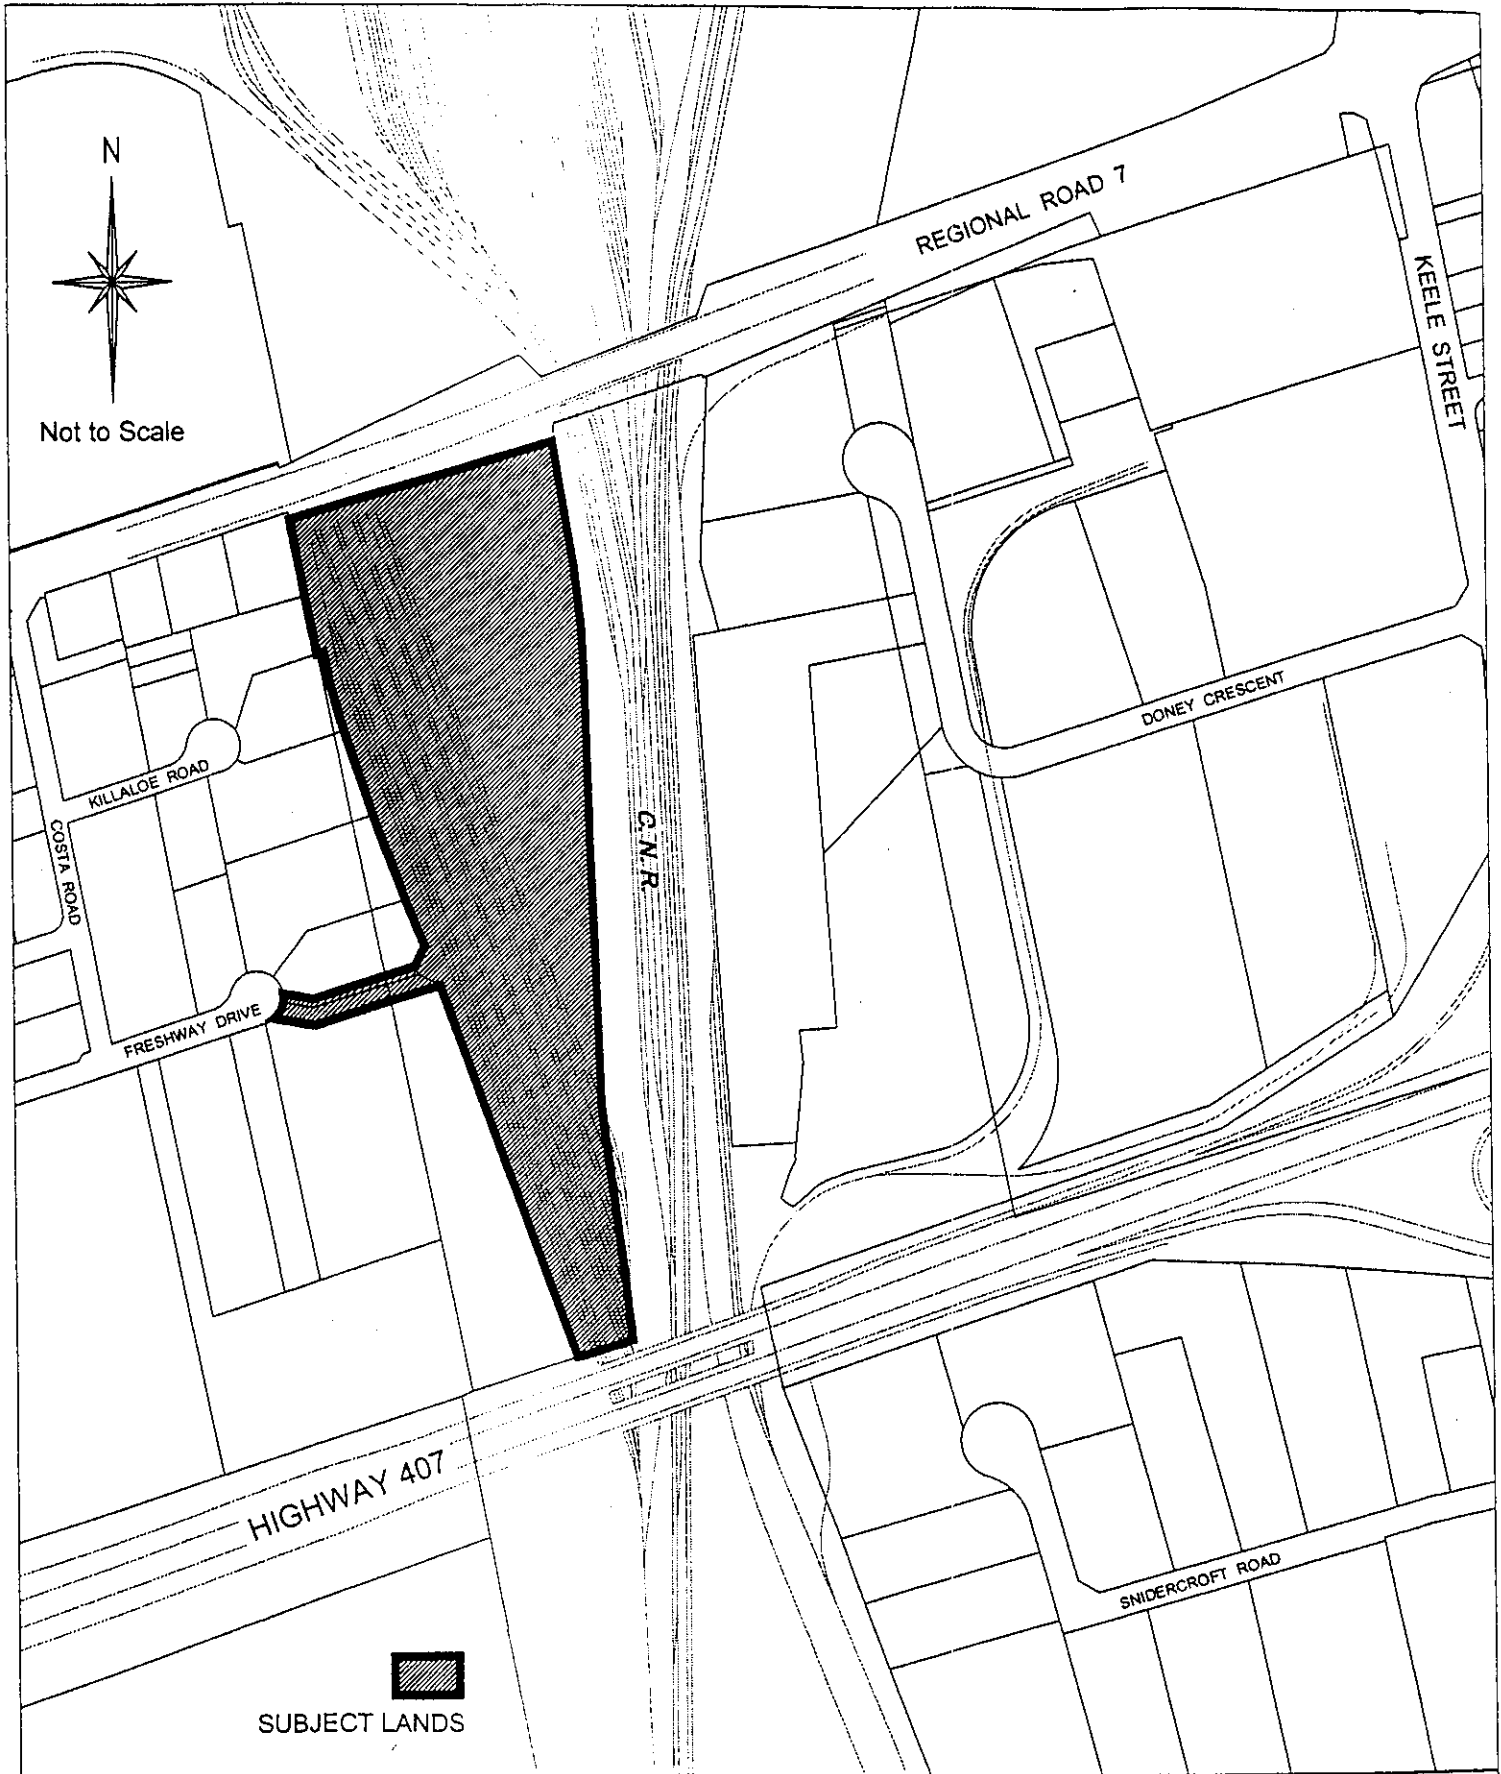 N
Not to Scale
REGIONAL ROAD 7
KEELE STREET
KILLALOE ROAD
COSTA ROAD
C.N.R.
DONEY CRESCENT
FRESHWAY DRIVE
HIGHWAY 407
SNIDERCROFT ROAD
SUBJECT LANDS